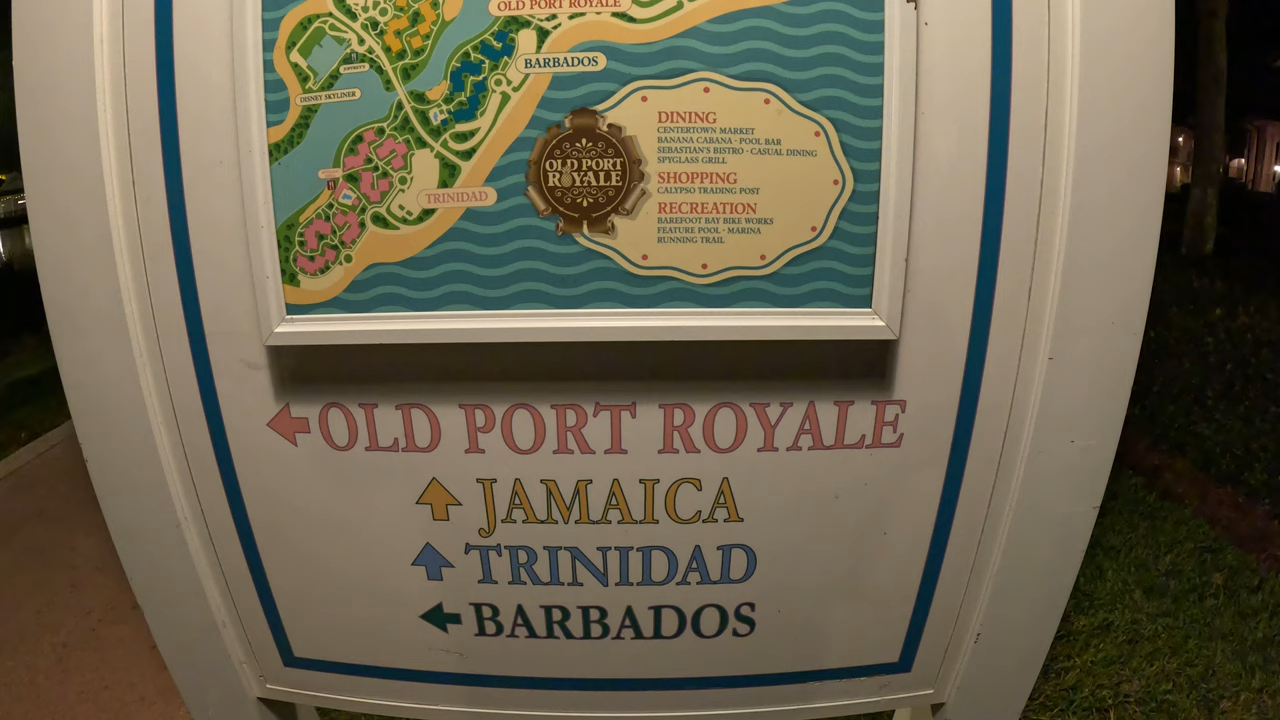 OLD PORT ROYALE
BARBADOS
JOFFREY'S
DISNEY SKYLINER
TRINIDAD
OLD PORT
ROYALE
DINING
CENTERTOWN MARKET
BANANA CABANA · POOL BAR
SEBASTIAN'S BISTRO · CASUAL DINING
SPYGLASS GRILL
SHOPPING
CALYPSO TRADING POST
RECREATION
BAREFOOT BAY BIKE WORKS
FEATURE POOL · MARINA
RUNNING TRAIL
OLD PORT ROYALE
JAMAICA
TRINIDAD
BARBADOS